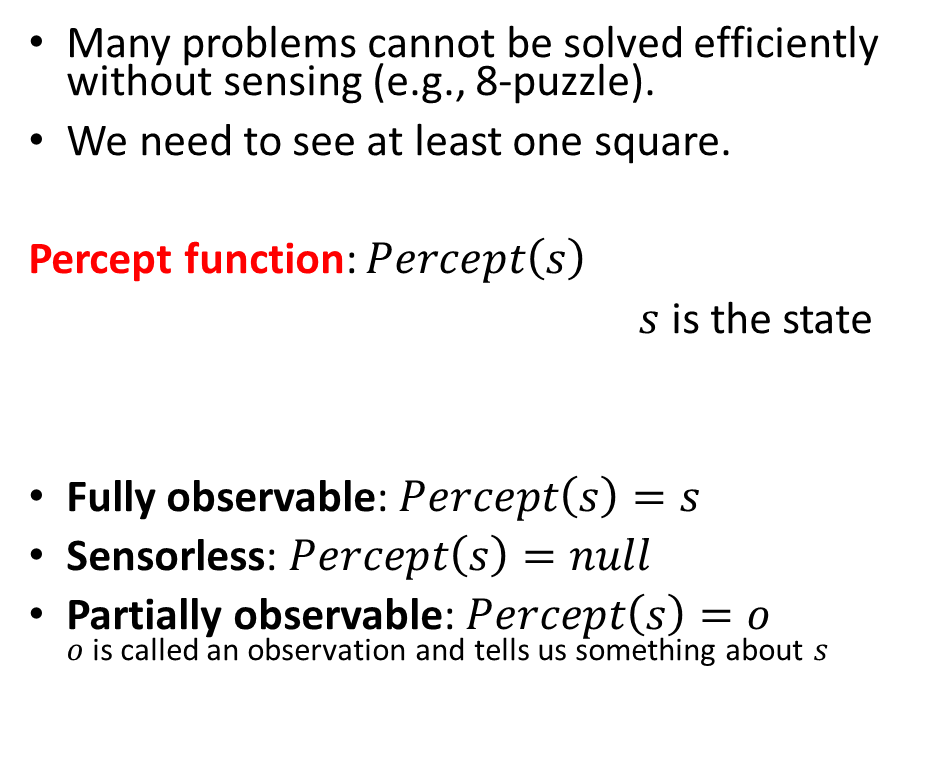 • Many problems cannot be solved efficiently
without sensing (e.g., 8-puzzle).
• We need to see at least one square.
Percept function: Percept(s)
s is the state
• Fully observable: Percept(s) = s
• Sensorless: Percept(s) = null
• Partially observable: Percept(s) = o
o is called an observation and tells us something about s